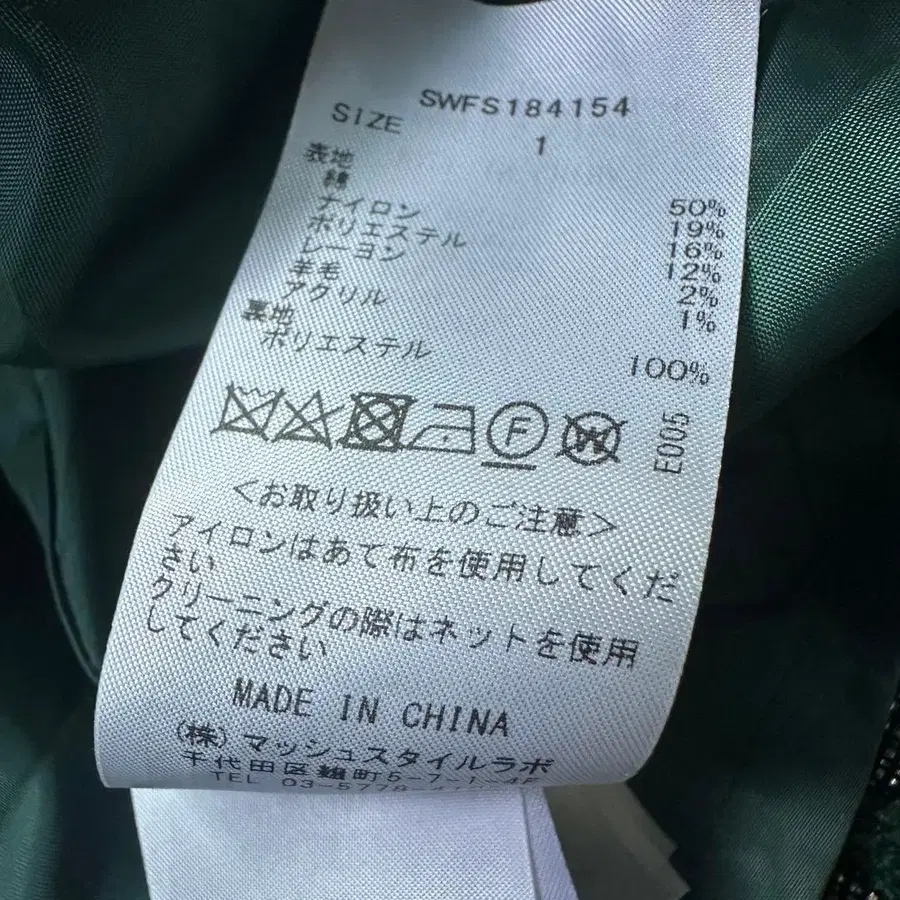 SWFS184154
SIZE 1
表地
綿 50%
ナイロン 19%
ポリエステル 16%
レーヨン 12%
羊毛 2%
アクリル 1%
裏地
ポリエステル 100%
F W E005
<お取り扱い上のご注意>
アイロンはあて布を使用してくだ
さい
クリーニングの際はネットを使用
してください
MADE IN CHINA
(株)マッシュスタイルラボ
千代田区麹町5-7-1-4F
TEL 03-5778-